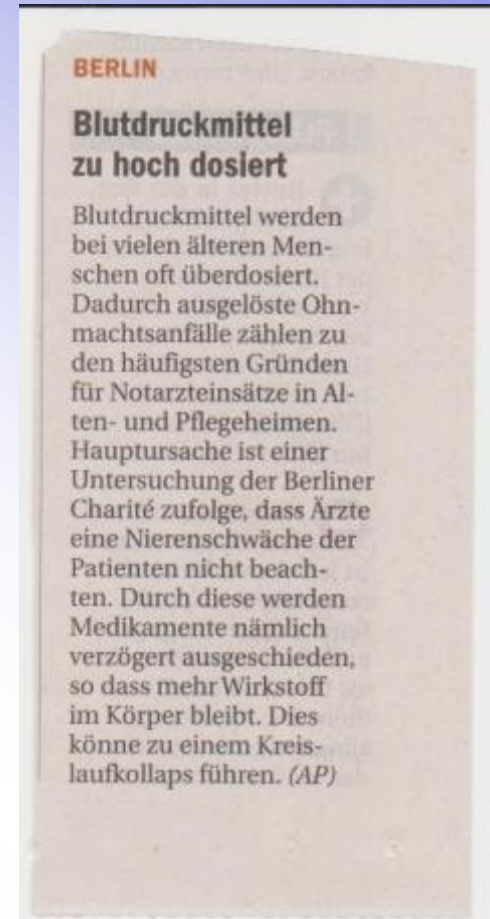 BERLIN
Blutdruckmittel
zu hoch dosiert
Blutdruckmittel werden
bei vielen älteren Men-
schen oft überdosiert.
Dadurch ausgelöste Ohn-
machtsanfälle zählen zu
den häufigsten Gründen
für Notarzteinsätze in Al-
ten- und Pflegeheimen.
Hauptursache ist einer
Untersuchung der Berliner
Charité zufolge, dass Ärzte
eine Nierenschwäche der
Patienten nicht beach-
ten. Durch diese werden
Medikamente nämlich
verzögert ausgeschieden,
so dass mehr Wirkstoff
im Körper bleibt. Dies
könne zu einem Kreis-
laufkollaps führen. (AP)